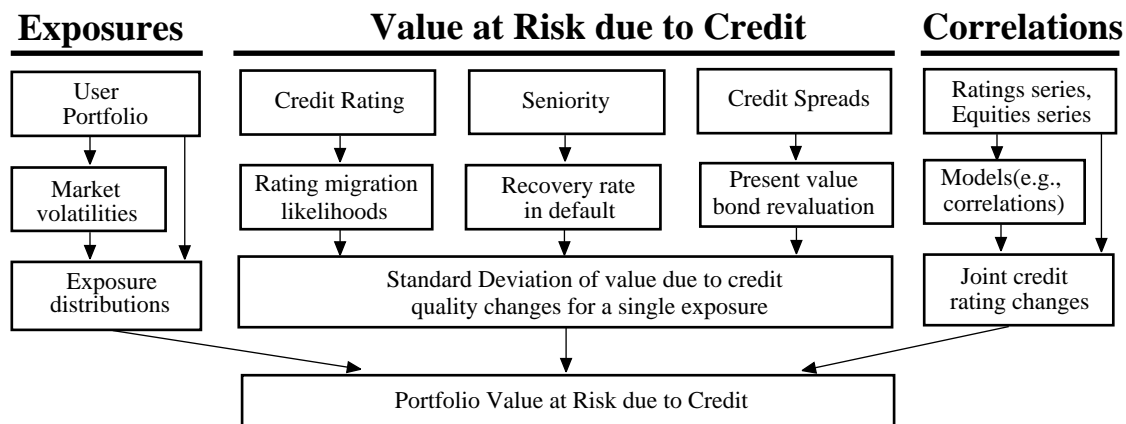 Exposures
Value at Risk due to Credit
Correlations
User
Portfolio
Market
volatilities
Exposure
distributions
Credit Rating
Seniority
Credit Spreads
Rating migration
likelihoods
Recovery rate
in default
Present value
bond revaluation
Standard Deviation of value due to credit
quality changes for a single exposure
Ratings series,
Equities series
Models(e.g.,
correlations)
Joint credit
rating changes
Portfolio Value at Risk due to Credit